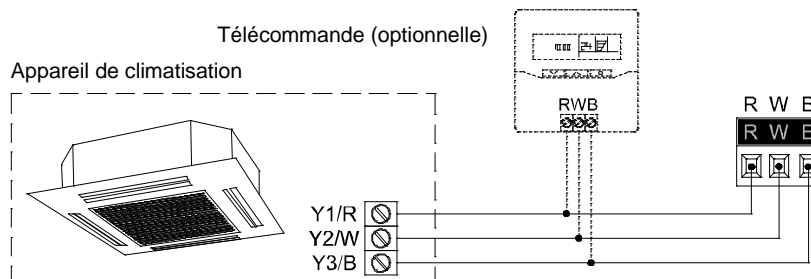 Télécommande (optionnelle)
Appareil de climatisation
RWB
R W B
R W B
Y1/R
Y2/W
Y3/B